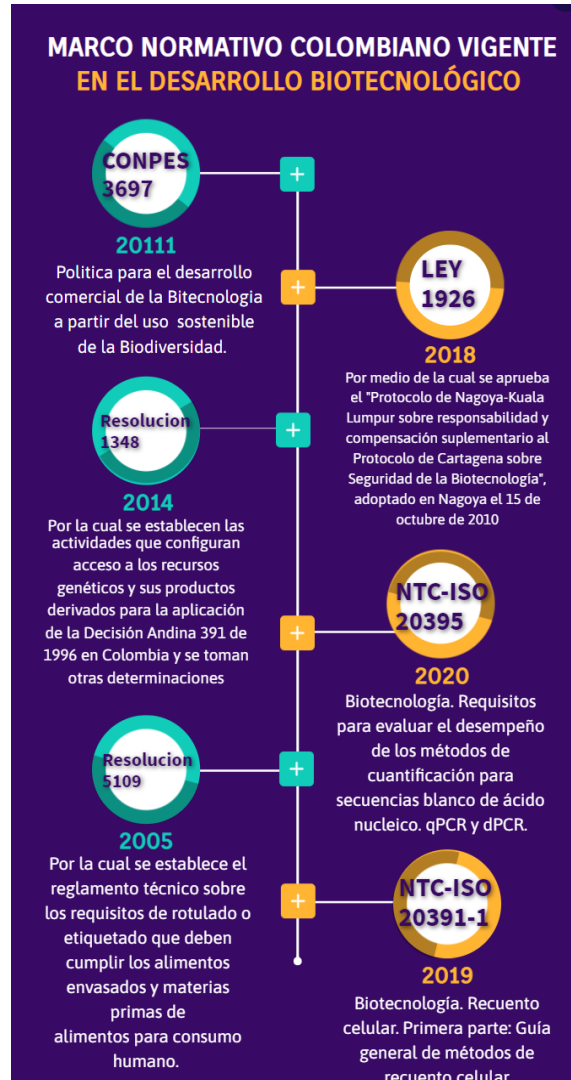 MARCO NORMATIVO COLOMBIANO VIGENTE
EN EL DESARROLLO BIOTECNOLÓGICO
CONPES
3697
20111
Politica para el desarrollo
comercial de la Bitecnologia
a partir del uso sostenible
de la Biodiversidad.
LEY
1926
2018
Por medio de la cual se aprueba
el "Protocolo de Nagoya-Kuala
Lumpur sobre responsabilidad y
compensación suplementario al
Protocolo de Cartagena sobre
Seguridad de la Biotecnología",
adoptado en Nagoya el 15 de
octubre de 2010
Resolucion
1348
2014
Por la cual se establecen las
actividades que configuran
acceso a los recursos
genéticos y sus productos
derivados para la aplicación
de la Decisión Andina 391 de
1996 en Colombia y se toman
otras determinaciones
NTC-ISO
20395
2020
Biotecnología. Requisitos
para evaluar el desempeño
de los métodos de
cuantificación para
secuencias blanco de ácido
nucleico. qPCR y dPCR.
Resolucion
5109
2005
Por la cual se establece el
reglamento técnico sobre
los requisitos de rotulado o
etiquetado que deben
cumplir los alimentos
envasados y materias
primas de
alimentos para consumo
humano.
NTC-ISO
20391-1
2019
Biotecnología. Recuento
celular. Primera parte: Guía
general de métodos de
recuento celular